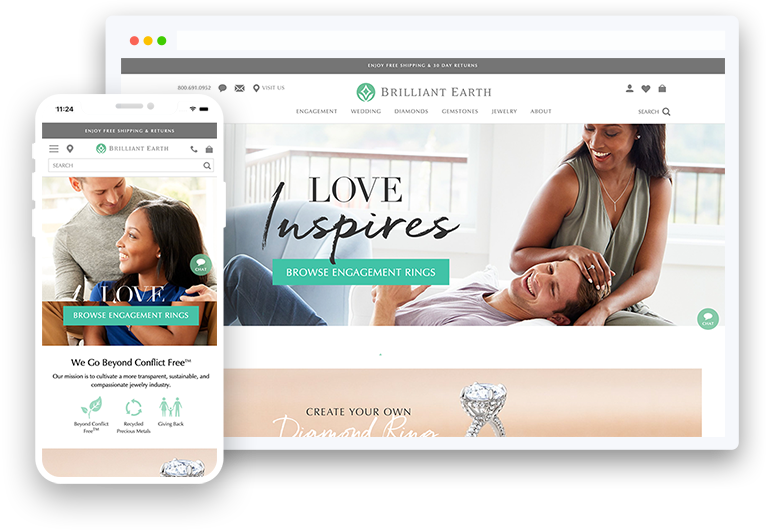 ENJOY FREE SHIPPING & 30 DAY RETURNS
800.691.0952
VISIT US
BRILLIANT EARTH
ENGAGEMENT WEDDING DIAMONDS GEMSTONES JEWELRY ABOUT
SEARCH
LOVE
Inspires
BROWSE ENGAGEMENT RINGS
CHAT
CREATE YOUR OWN
Diamond Ring
11:24
ENJOY FREE SHIPPING & RETURNS
BRILLIANT EARTH
SEARCH
CHAT
LOVE
BROWSE ENGAGEMENT RINGS
We Go Beyond Conflict Free™
Our mission is to cultivate a more transparent, sustainable, and
compassionate jewelry industry.
Beyond Conflict
Free™
Recycled
Precious Metals
Giving Back